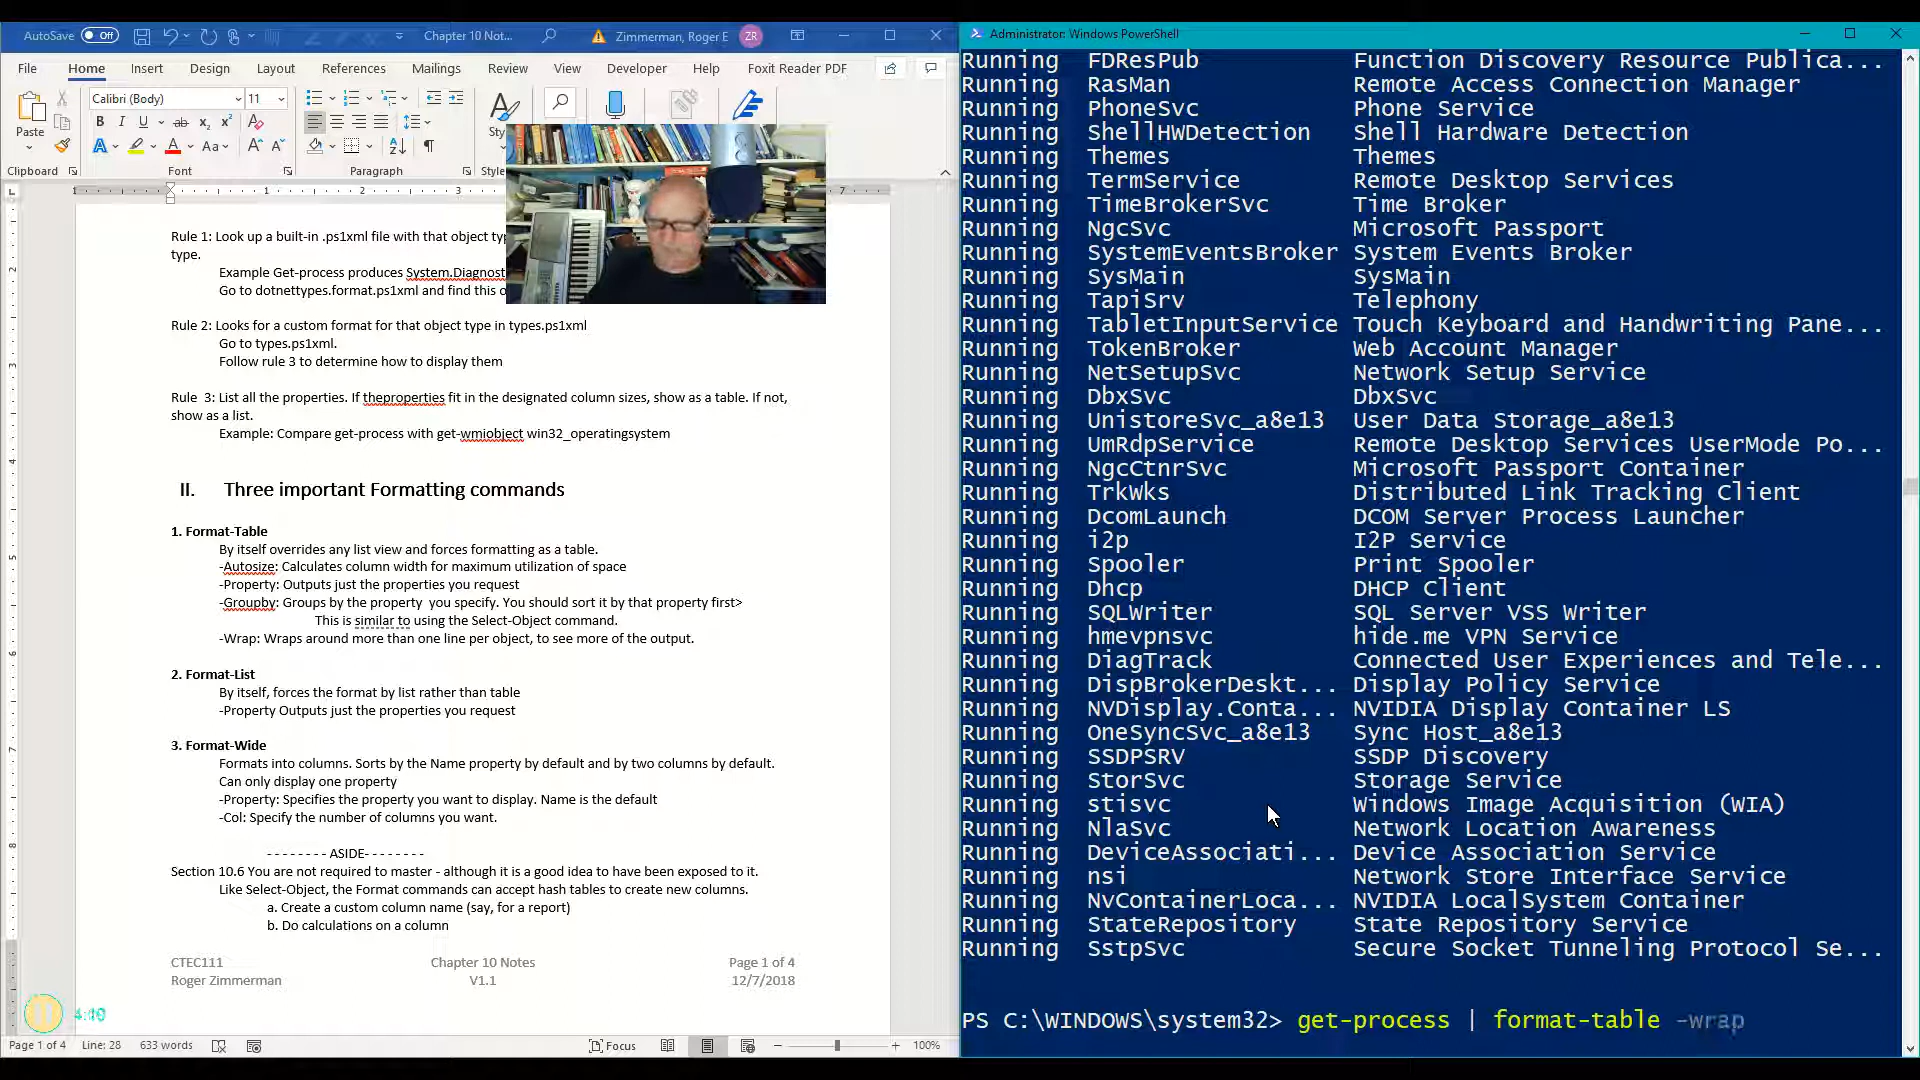 AutoSave Off Chapter 10 Not... Zimmerman, Roger E ZR
File Home Insert Design Layout References Mailings Review View Developer Help Foxit Reader PDF
Calibri (Body) 11
Paste
Clipboard Font Paragraph
Rule 1: Look up a built-in .ps1xml file with that object typ
type.
Example Get-process produces System.Diagnost
Go to dotnettypes.format.ps1xml and find this o
Rule 2: Looks for a custom format for that object type in types.ps1xml
Go to types.ps1xml.
Follow rule 3 to determine how to display them
Rule 3: List all the properties. If theproperties fit in the designated column sizes, show as a table. If not,
show as a list.
Example: Compare get-process with get-wmiobject win32_operatingsystem
II. Three important Formatting commands
1. Format-Table
By itself overrides any list view and forces formatting as a table.
-Autosize: Calculates column width for maximum utilization of space
-Property: Outputs just the properties you request
-Groupby: Groups by the property you specify. You should sort it by that property first>
This is similar to using the Select-Object command.
-Wrap: Wraps around more than one line per object, to see more of the output.
2. Format-List
By itself, forces the format by list rather than table
-Property Outputs just the properties you request
3. Format-Wide
Formats into columns. Sorts by the Name property by default and by two columns by default.
Can only display one property
-Property: Specifies the property you want to display. Name is the default
-Col: Specify the number of columns you want.
- - - - - - - - ASIDE- - - - - - - -
Section 10.6 You are not required to master - although it is a good idea to have been exposed to it.
Like Select-Object, the Format commands can accept hash tables to create new columns.
a. Create a custom column name (say, for a report)
b. Do calculations on a column
CTEC111 Chapter 10 Notes Page 1 of 4
Roger Zimmerman V1.1 12/7/2018
Page 1 of 4 Line: 28 633 words Focus 100%
Administrator: Windows PowerShell
Running FDResPub Function Discovery Resource Publica...
Running RasMan Remote Access Connection Manager
Running PhoneSvc Phone Service
Running ShellHWDetection Shell Hardware Detection
Running Themes Themes
Running TermService Remote Desktop Services
Running TimeBrokerSvc Time Broker
Running NgcSvc Microsoft Passport
Running SystemEventsBroker System Events Broker
Running SysMain SysMain
Running TapiSrv Telephony
Running TabletInputService Touch Keyboard and Handwriting Pane...
Running TokenBroker Web Account Manager
Running NetSetupSvc Network Setup Service
Running DbxSvc DbxSvc
Running UnistoreSvc_a8e13 User Data Storage_a8e13
Running UmRdpService Remote Desktop Services UserMode Po...
Running NgcCtnrSvc Microsoft Passport Container
Running TrkWks Distributed Link Tracking Client
Running DcomLaunch DCOM Server Process Launcher
Running i2p I2P Service
Running Spooler Print Spooler
Running Dhcp DHCP Client
Running SQLWriter SQL Server VSS Writer
Running hmevpnsvc hide.me VPN Service
Running DiagTrack Connected User Experiences and Tele...
Running DispBrokerDeskt... Display Policy Service
Running NVDisplay.Conta... NVIDIA Display Container LS
Running OneSyncSvc_a8e13 Sync Host_a8e13
Running SSDPSRV SSDP Discovery
Running StorSvc Storage Service
Running stisvc Windows Image Acquisition (WIA)
Running NlaSvc Network Location Awareness
Running DeviceAssociati... Device Association Service
Running nsi Network Store Interface Service
Running NvContainerLoca... NVIDIA LocalSystem Container
Running StateRepository State Repository Service
Running SstpSvc Secure Socket Tunneling Protocol Se...
PS C:\WINDOWS\system32> get-process | format-table -wrap